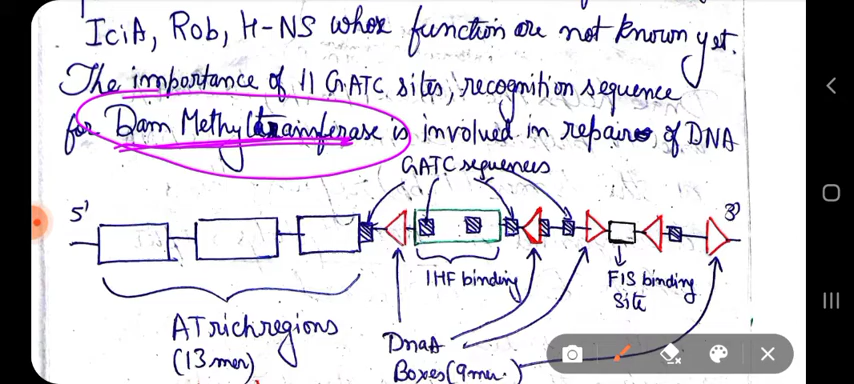 IciA, Rob, H-NS whose function are not known yet.
The importance of 11 GATC sites, recognition sequence
for Dam Methyltransferase is involved in repair of DNA
GATC sequences
5'
3'
IHF binding
FIS binding
Site
AT rich regions
(13 mer)
DnaA
Boxes (9mer.)